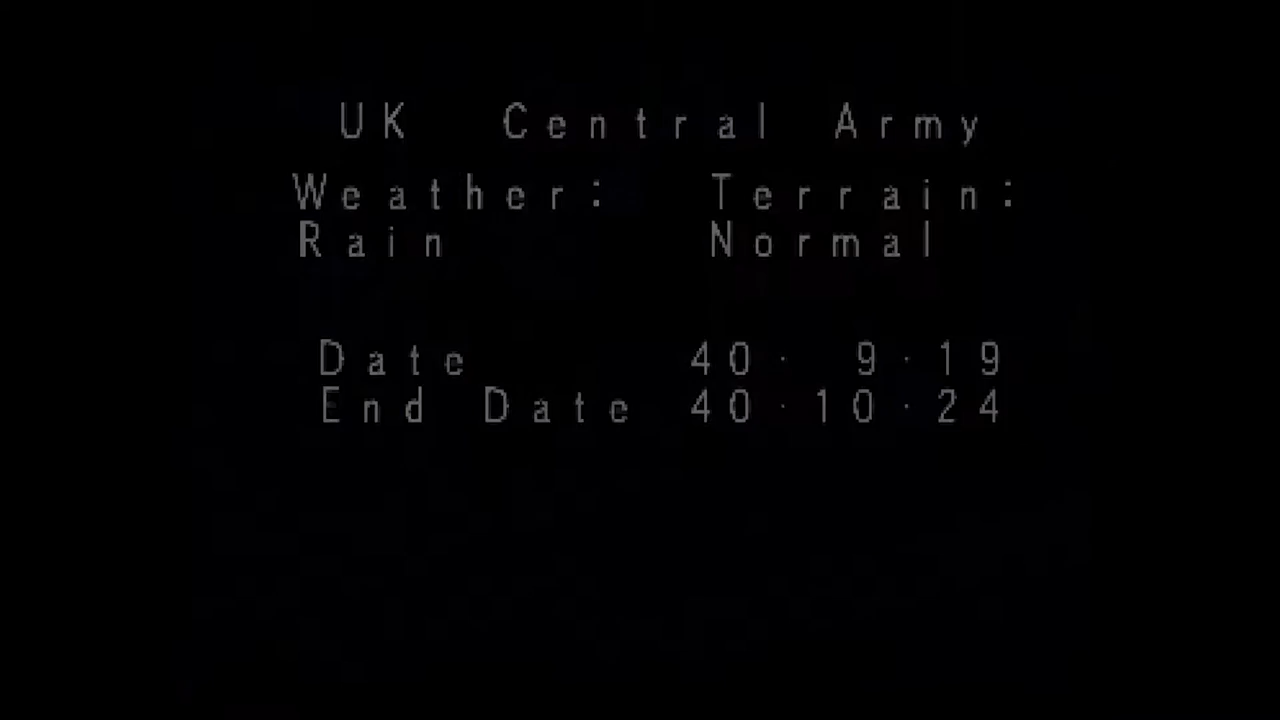 UK Central Army
Weather: Terrain:
Rain Normal
Date 40· 9·19
End Date 40·10·24